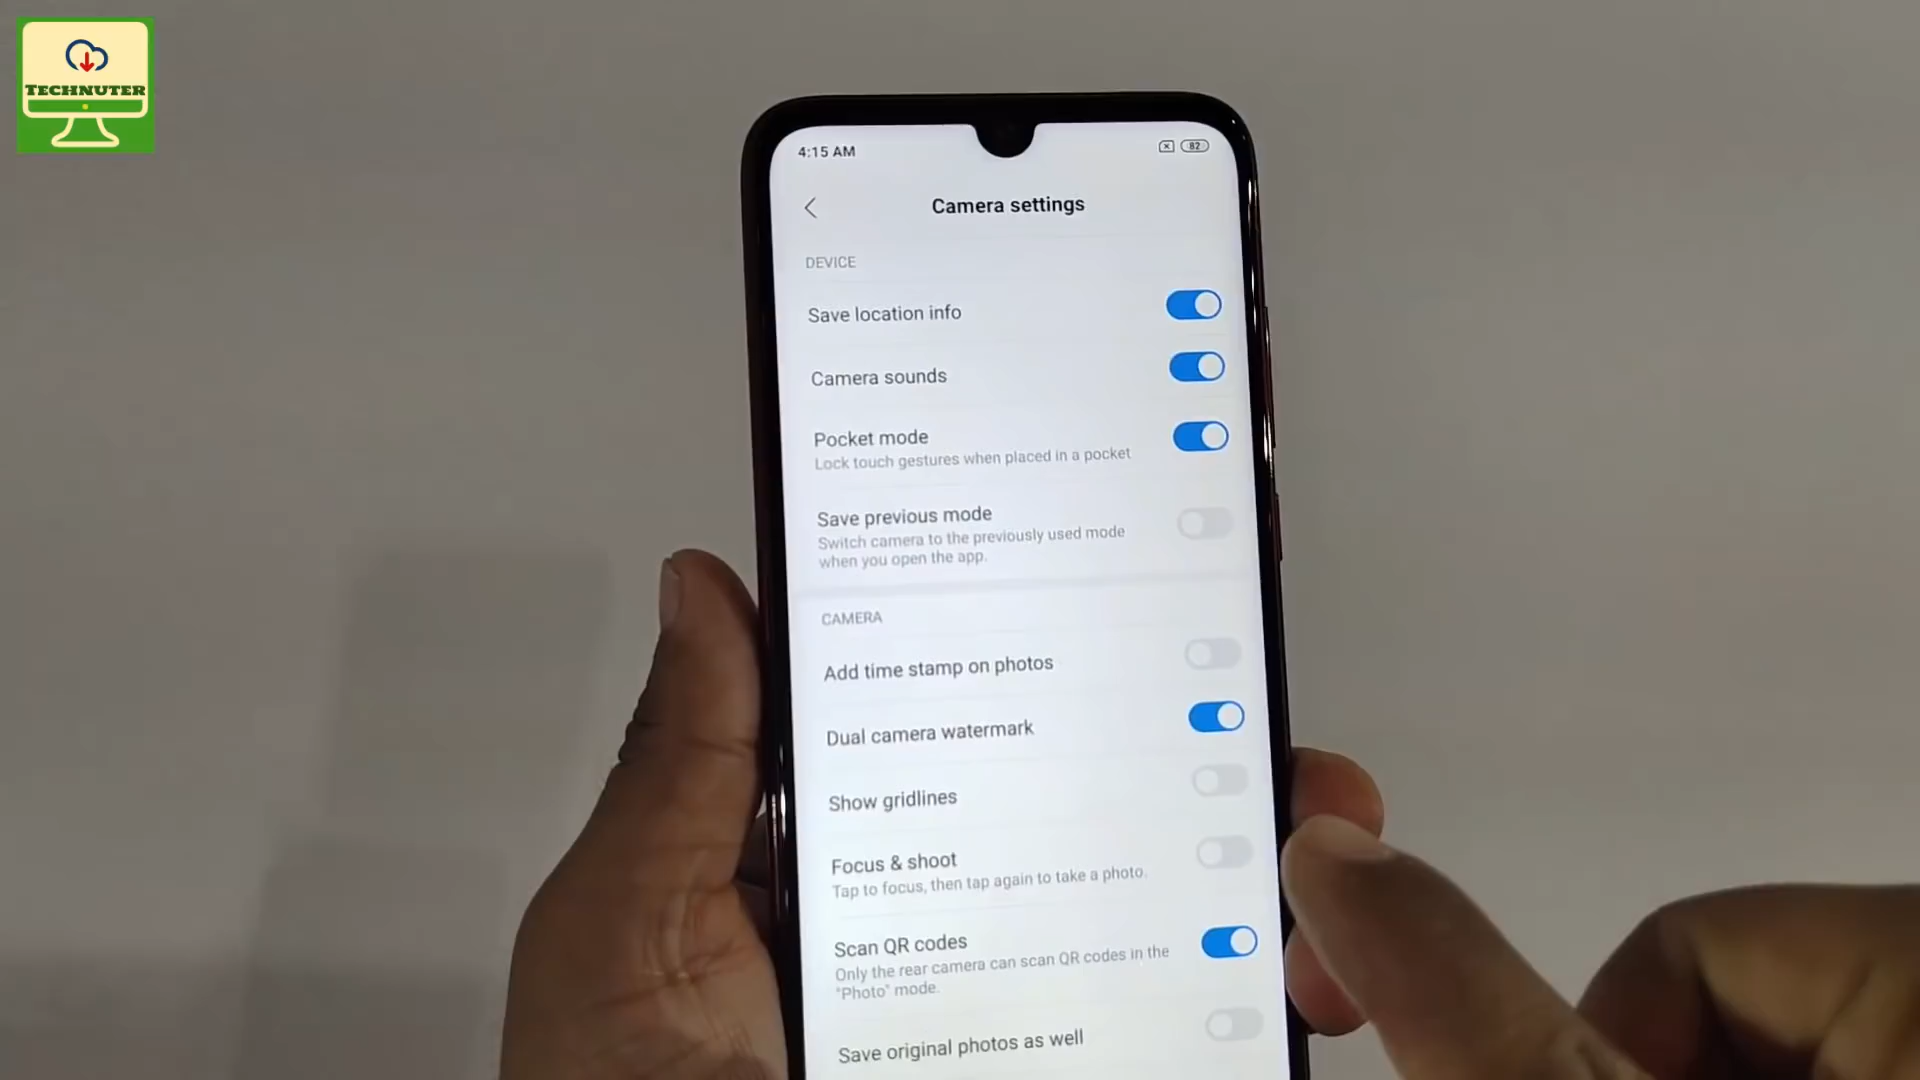 TECHNUTER
4:15 AM
82
Camera settings
DEVICE
Save location info
Camera sounds
Pocket mode
Lock touch gestures when placed in a pocket
Save previous mode
Switch camera to the previously used mode
when you open the app.
CAMERA
Add time stamp on photos
Dual camera watermark
Show gridlines
Focus & shoot
Tap to focus, then tap again to take a photo.
Scan QR codes
Only the rear camera can scan QR codes in the
"Photo" mode.
Save original photos as well